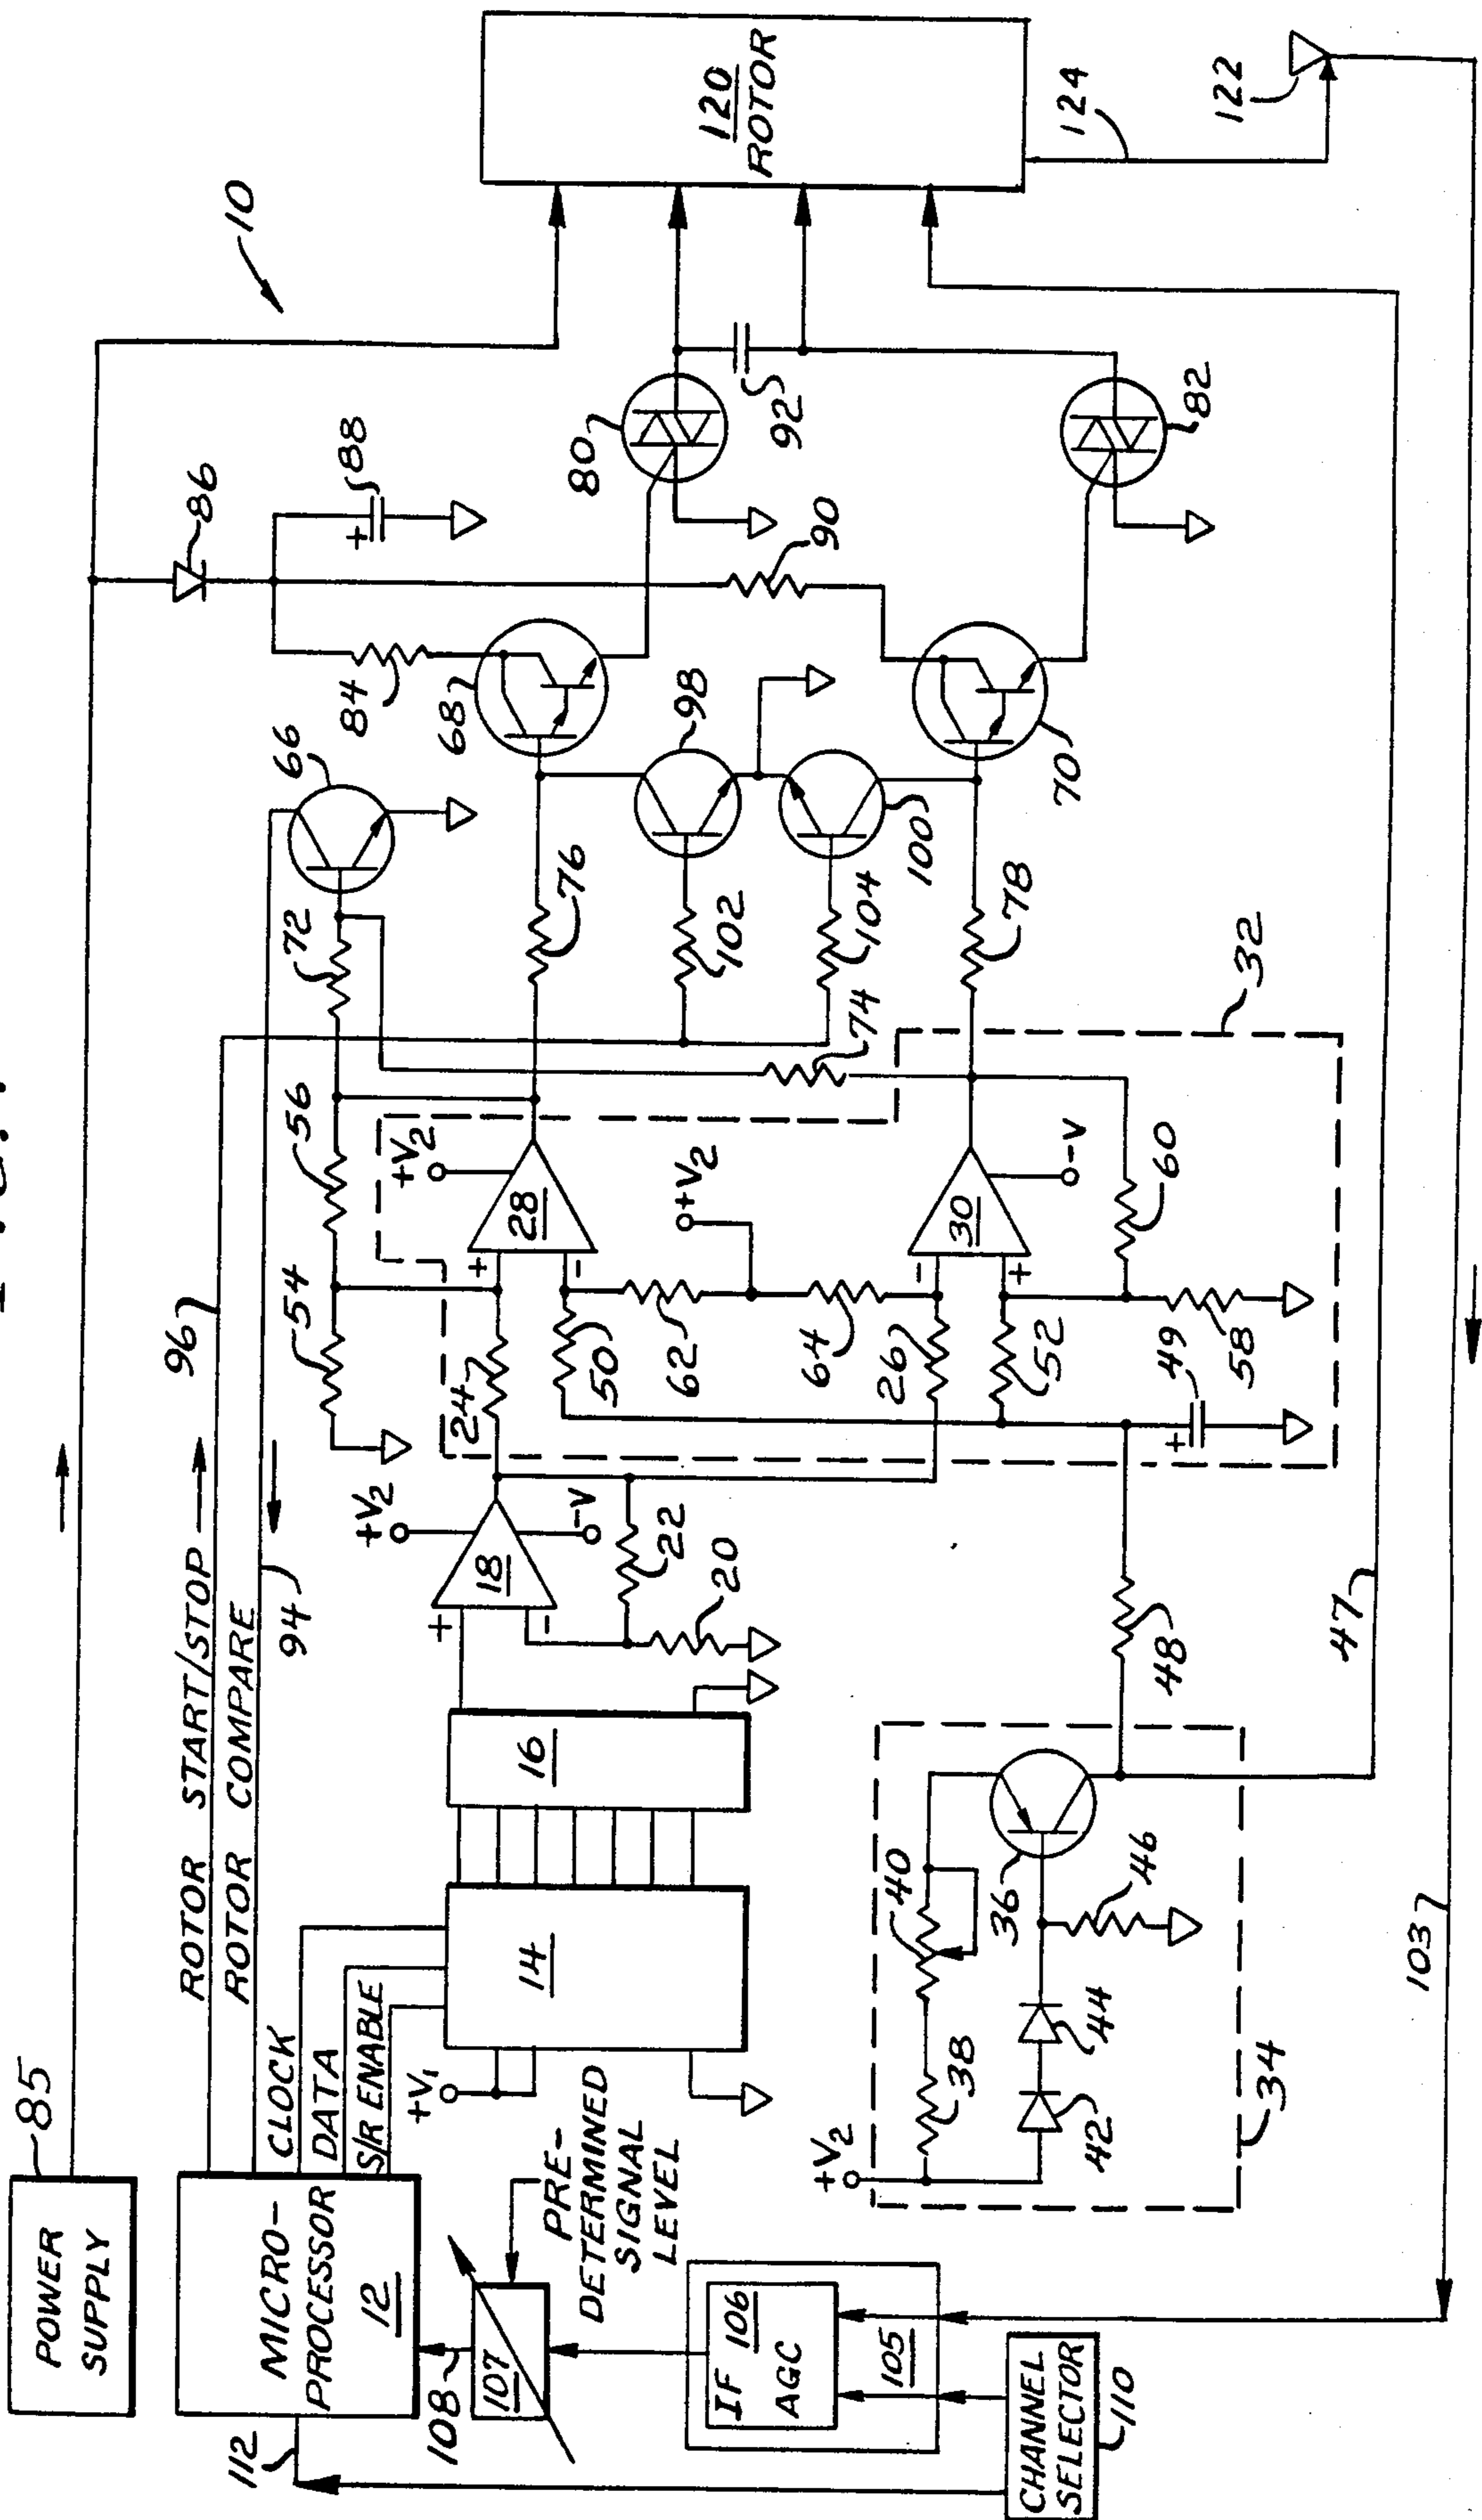 85
POWER
SUPPLY
ROTOR START/STOP
ROTOR COMPARE
96
94
CLOCK
DATA
S/R ENABLE
MICRO-
PROCESSOR
12
112
108
107
PRE-
DETERMINED
SIGNAL
LEVEL
IF 106
AGC
105
CHANNEL
SELECTOR
110
+V1
14
16
+V2
18
-V
22
20
+V2
38
40
42
44
36
46
34
48
47
103
54
56
24
50
62
64
26
52
49
58
60
+V2
28
+V2
30
-V
32
72
74
76
102
104
78
66
68
98
100
70
84
86
88
90
80
92
82
10
120
ROTOR
124
122
+
-
+
-
-
+
+
+